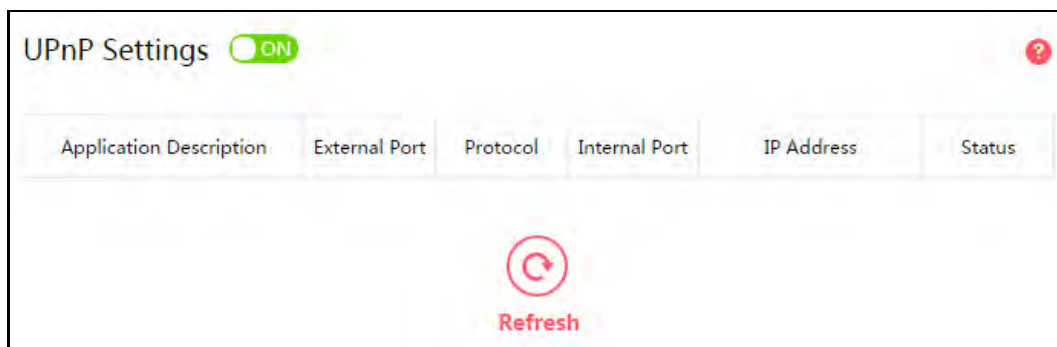 UPnP Settings ON ?
Application Description External Port Protocol Internal Port IP Address Status
Refresh